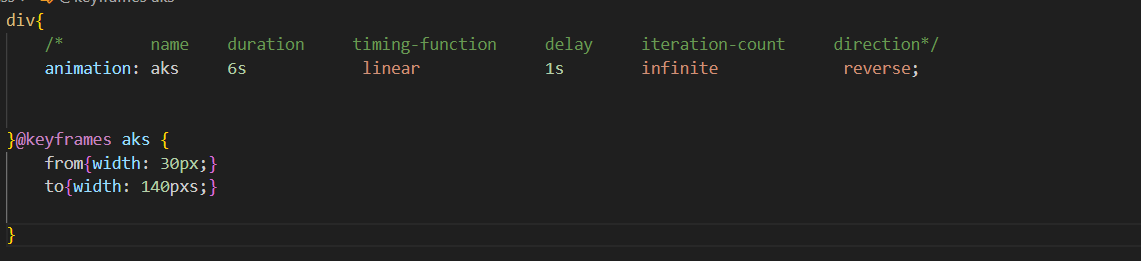 div{
/* name duration timing-function delay iteration-count direction*/
animation: aks 6s linear 1s infinite reverse;
}@keyframes aks {
from{width: 30px;}
to{width: 140pxs;}
}